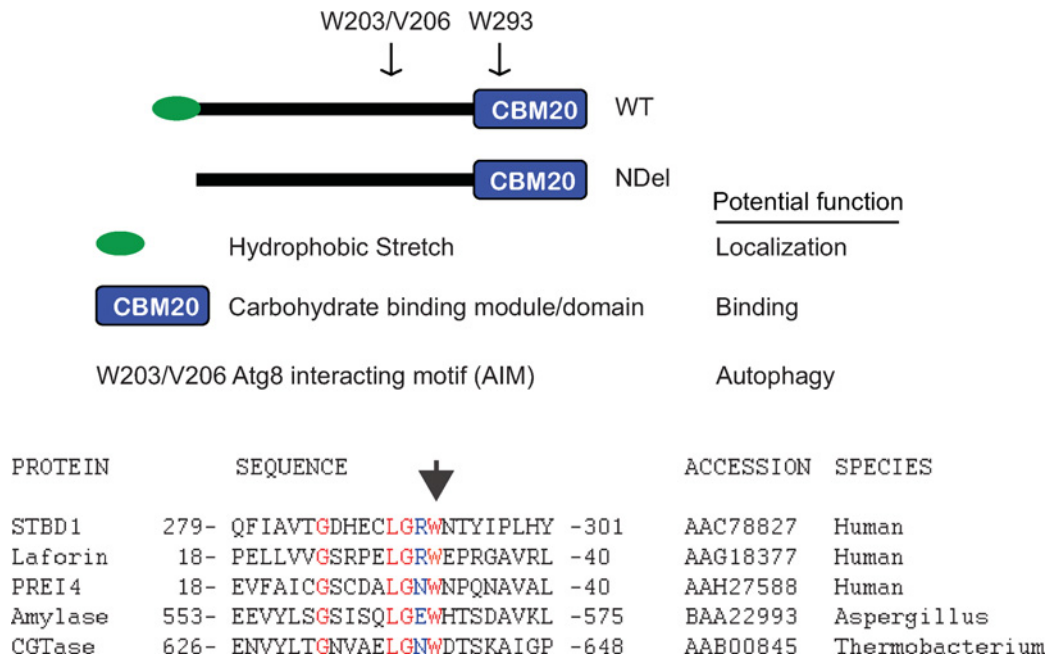 W203/V206 W293
CBM20 WT
CBM20 NDel
Potential function
Hydrophobic Stretch Localization
CBM20 Carbohydrate binding module/domain Binding
W203/V206 Atg8 interacting motif (AIM) Autophagy
PROTEIN SEQUENCE ACCESSION SPECIES
STBD1 279- QFIAVTGDHECLGRWNTYIPLHY -301 AAC78827 Human
Laforin 18- PELLVVGSRPELGRWEPRGAVRL -40 AAG18377 Human
PREI4 18- EVFAICGSCDALGNWNPQNAVAL -40 AAH27588 Human
Amylase 553- EEVYLSGSISQLGEWHTSDAVKL -575 BAA22993 Aspergillus
CGTase 626- ENVYLTGNVAELGNWDTSKAIGP -648 AAB00845 Thermobacterium